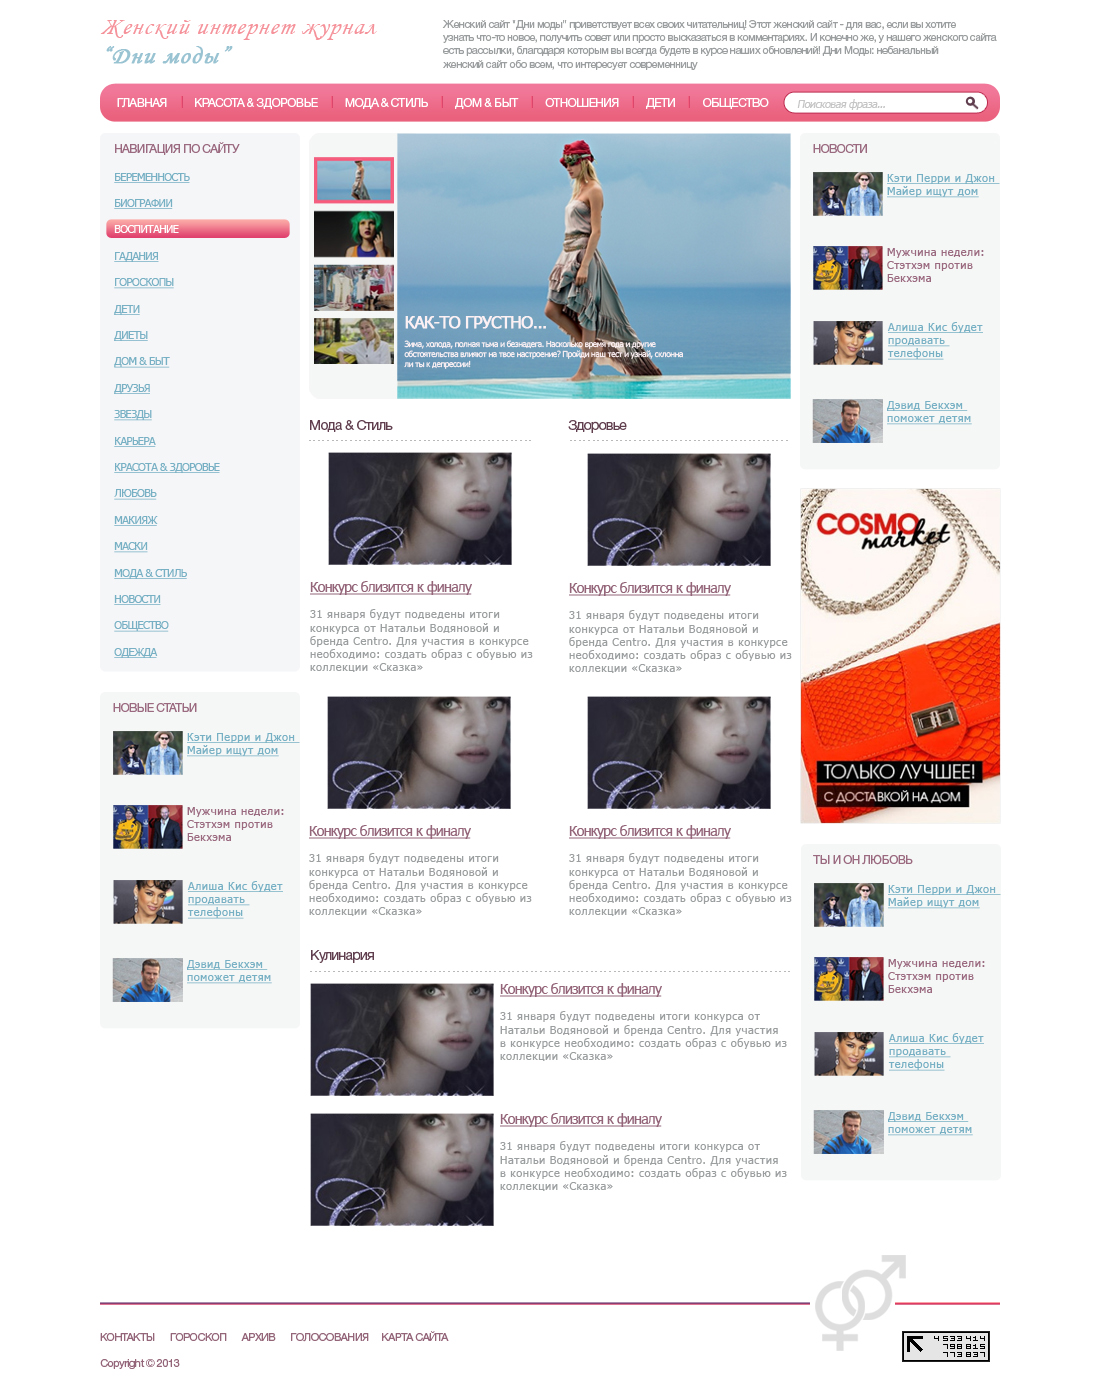 Женский интернет журнал
“Дни моды”
Женский сайт "Дни моды" приветствует всех своих читательниц! Этот женский сайт - для вас, если вы хотите
узнать что-то новое, получить совет или просто высказаться в комментариях. И конечно же, у нашего женского сайта
есть рассылки, благодаря которым вы всегда будете в курсе наших обновлений! Дни Моды: небанальный
женский сайт обо всем, что интересует современницу
ГЛАВНАЯ
КРАСОТА & ЗДОРОВЬЕ
МОДА & СТИЛЬ
ДОМ & БЫТ
ОТНОШЕНИЯ
ДЕТИ
ОБЩЕСТВО
Поисковая фраза...
НАВИГАЦИЯ ПО САЙТУ
БЕРЕМЕННОСТЬ
БИОГРАФИИ
ВОСПИТАНИЕ
ГАДАНИЯ
ГОРОСКОПЫ
ДЕТИ
ДИЕТЫ
ДОМ & БЫТ
ДРУЗЬЯ
ЗВЕЗДЫ
КАРЬЕРА
КРАСОТА & ЗДОРОВЬЕ
ЛЮБОВЬ
МАКИЯЖ
МАСКИ
МОДА & СТИЛЬ
НОВОСТИ
ОБЩЕСТВО
ОДЕЖДА
НОВЫЕ СТАТЬИ
Кэти Перри и Джон
Майер ищут дом
Мужчина недели:
Стэтхэм против
Бекхэма
Алиша Кис будет
продавать
телефоны
Дэвид Бекхэм
поможет детям
КАК-ТО ГРУСТНО...
Зима, холода, полная тьма и безнадега. Насколько время года и другие
обстоятельства влияют на твое настроение? Пройди наш тест и узнай, склонна
ли ты к депрессии!
Мода & Стиль
Конкурс близится к финалу
31 января будут подведены итоги
конкурса от Натальи Водяновой и
бренда Centro. Для участия в конкурсе
необходимо: создать образ с обувью из
коллекции «Сказка»
Конкурс близится к финалу
31 января будут подведены итоги
конкурса от Натальи Водяновой и
бренда Centro. Для участия в конкурсе
необходимо: создать образ с обувью из
коллекции «Сказка»
Здоровье
Конкурс близится к финалу
31 января будут подведены итоги
конкурса от Натальи Водяновой и
бренда Centro. Для участия в конкурсе
необходимо: создать образ с обувью из
коллекции «Сказка»
Конкурс близится к финалу
31 января будут подведены итоги
конкурса от Натальи Водяновой и
бренда Centro. Для участия в конкурсе
необходимо: создать образ с обувью из
коллекции «Сказка»
Кулинария
Конкурс близится к финалу
31 января будут подведены итоги конкурса от
Натальи Водяновой и бренда Centro. Для участия
в конкурсе необходимо: создать образ с обувью из
коллекции «Сказка»
Конкурс близится к финалу
31 января будут подведены итоги конкурса от
Натальи Водяновой и бренда Centro. Для участия
в конкурсе необходимо: создать образ с обувью из
коллекции «Сказка»
НОВОСТИ
Кэти Перри и Джон
Майер ищут дом
Мужчина недели:
Стэтхэм против
Бекхэма
Алиша Кис будет
продавать
телефоны
Дэвид Бекхэм
поможет детям
COSMO
market
ТОЛЬКО ЛУЧШЕЕ!
С ДОСТАВКОЙ НА ДОМ
ТЫ И ОН ЛЮБОВЬ
Кэти Перри и Джон
Майер ищут дом
Мужчина недели:
Стэтхэм против
Бекхэма
Алиша Кис будет
продавать
телефоны
Дэвид Бекхэм
поможет детям
КОНТАКТЫ
ГОРОСКОП
АРХИВ
ГОЛОСОВАНИЯ
КАРТА САЙТА
Copyright © 2013
4 533 414
798 815
773 837